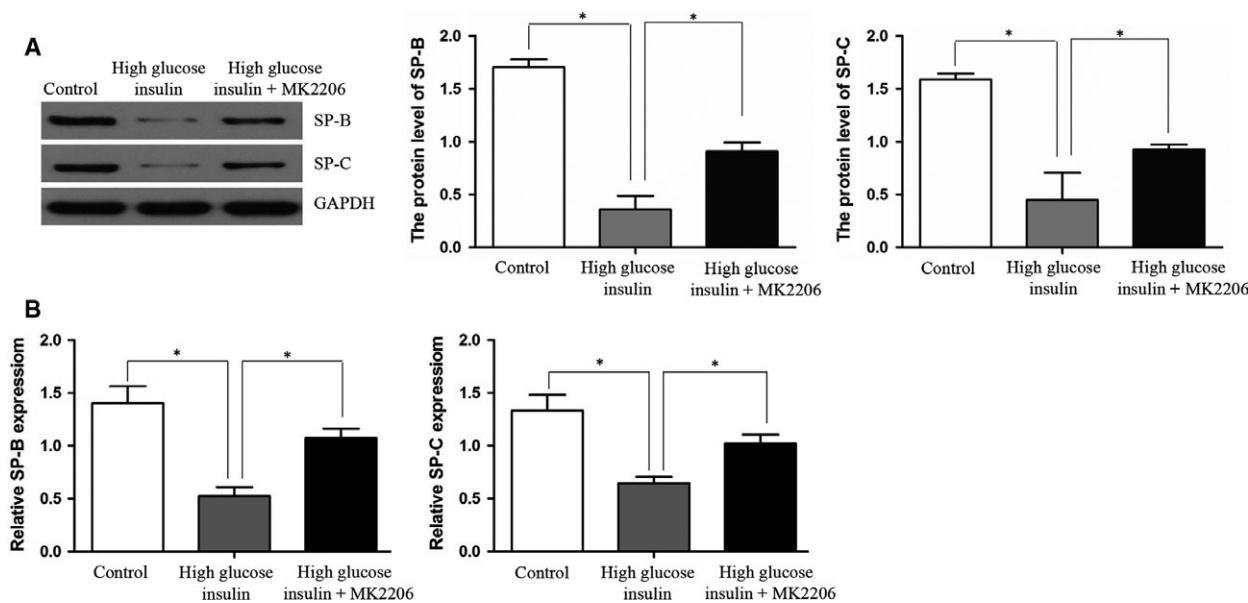 A
Control
High glucose
insulin
High glucose
insulin + MK2206
SP-B
SP-C
GAPDH
The protein level of SP-B
2.0
1.5
1.0
0.5
0.0
*
*
Control
High glucose
insulin
High glucose
insulin + MK2206
The protein level of SP-C
2.0
1.5
1.0
0.5
0.0
*
*
Control
High glucose
insulin
High glucose
insulin + MK2206
B
Relative SP-B expressiom
2.0
1.5
1.0
0.5
0.0
*
*
Control
High glucose
insulin
High glucose
insulin + MK2206
Relative SP-C expressiom
2.0
1.5
1.0
0.5
0.0
*
*
Control
High glucose
insulin
High glucose
insulin + MK2206